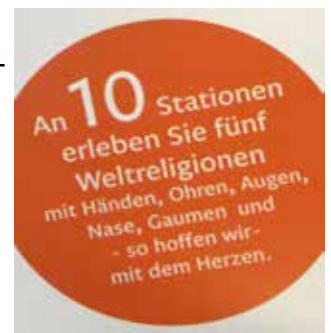 An 10 Stationen
erleben Sie fünf
Weltreligionen
mit Händen, Ohren, Augen,
Nase, Gaumen und
- so hoffen wir-
mit dem Herzen.